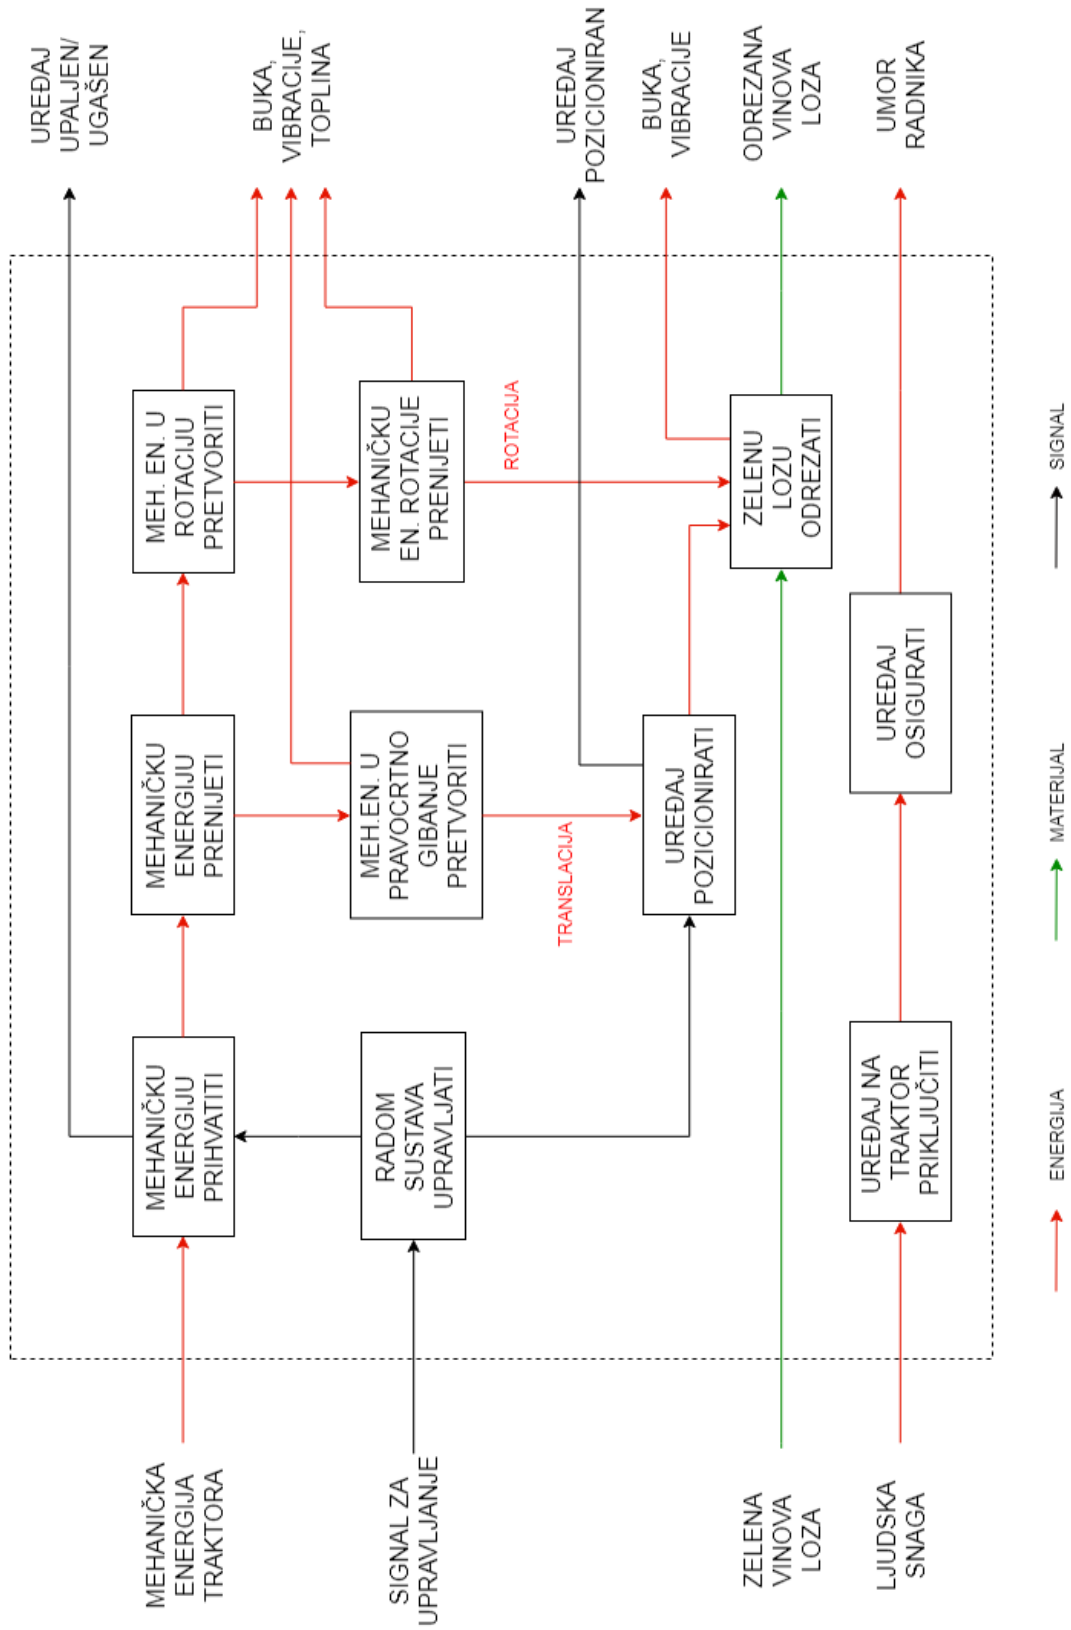 UREĐAJ
UPALJEN/
UGAŠEN
MEHANIČKA
ENERGIJA
TRAKTORA
MEHANIČKU
ENERGIJU
PRIHVATITI
MEHANIČKU
ENERGIJU
PRENIJETI
MEH. EN. U
ROTACIJU
PRETVORITI
BUKA,
VIBRACIJE,
TOPLINA
SIGNAL ZA
UPRAVLJANJE
RADOM
SUSTAVA
UPRAVLJATI
MEH.EN. U
PRAVOCRTNO
GIBANJE
PRETVORITI
MEHANIČKU
EN. ROTACIJE
PRENIJETI
ROTACIJA
TRANSLACIJA
UREĐAJ
POZICIONIRAN
UREĐAJ
POZICIONIRATI
BUKA,
VIBRACIJE
ZELENA
VINOVA
LOZA
ZELENU
LOZU
ODREZATI
ODREZANA
VINOVA
LOZA
LJUDSKA
SNAGA
UREĐAJ NA
TRAKTOR
PRIKLJUČITI
UREĐAJ
OSIGURATI
UMOR
RADNIKA
ENERGIJA
MATERIJAL
SIGNAL